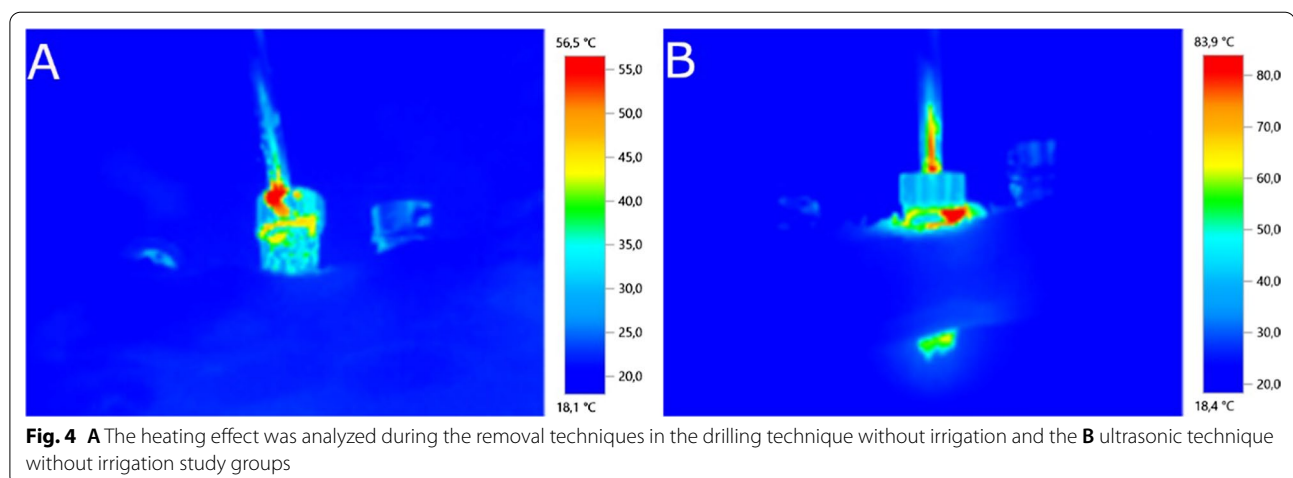 A
56,5 °C
55,0
50,0
45,0
40,0
35,0
30,0
25,0
20,0
18,1 °C
B
83,9 °C
80,0
70,0
60,0
50,0
40,0
30,0
20,0
18,4 °C
Fig. 4 A The heating effect was analyzed during the removal techniques in the drilling technique without irrigation and the B ultrasonic technique
without irrigation study groups